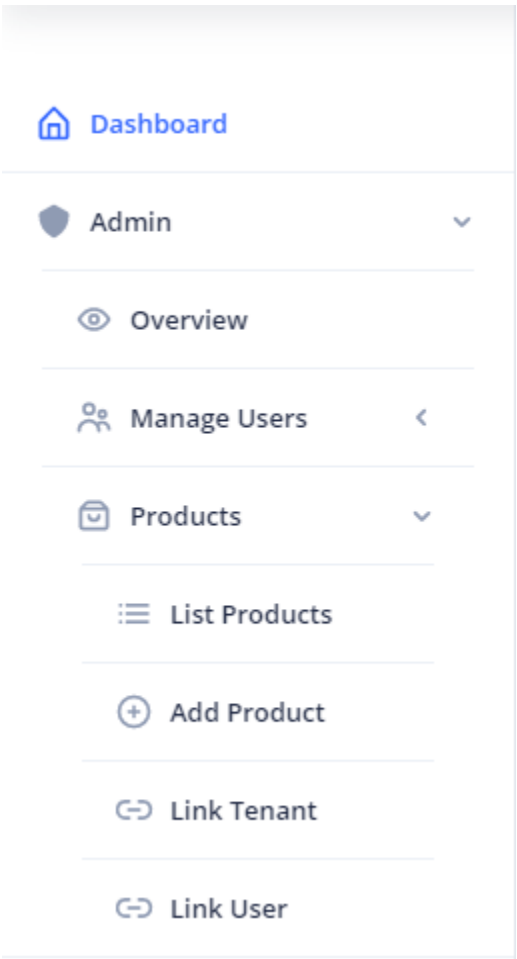 Dashboard
Admin
Overview
Manage Users
Products
List Products
Add Product
Link Tenant
Link User